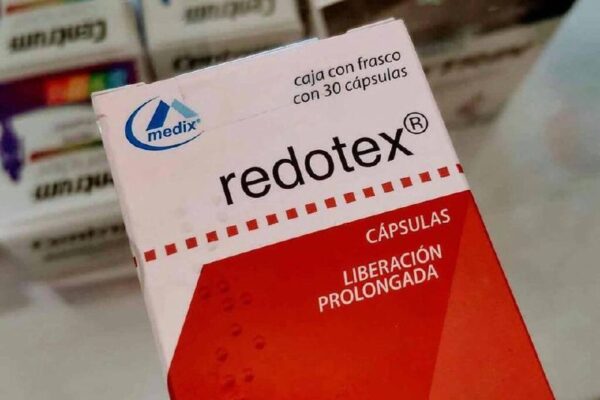 Centrum
Centrum
caja con frasco
con 30 cápsulas
medix®
redotex®
CÁPSULAS
LIBERACIÓN
PROLONGADA